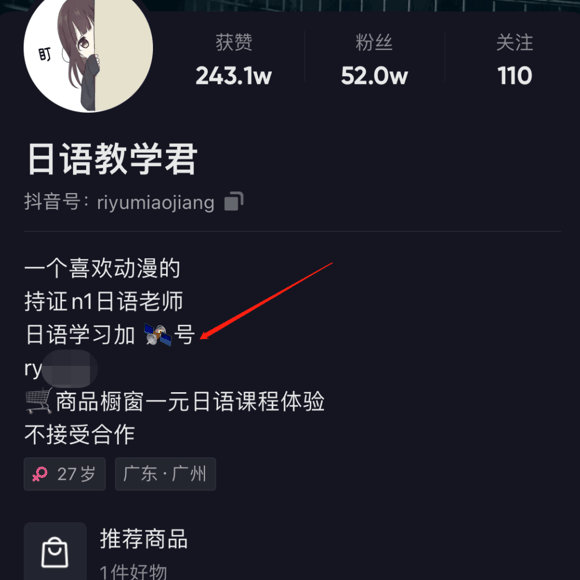 盯
获赞 粉丝 关注
243.1w 52.0w 110
日语教学君
抖音号：riyumiaojiang
一个喜欢动漫的
持证n1日语老师
日语学习加 🛰️号
ry
🛒商品橱窗一元日语课程体验
不接受合作
27岁 广东·广州
推荐商品
1件好物